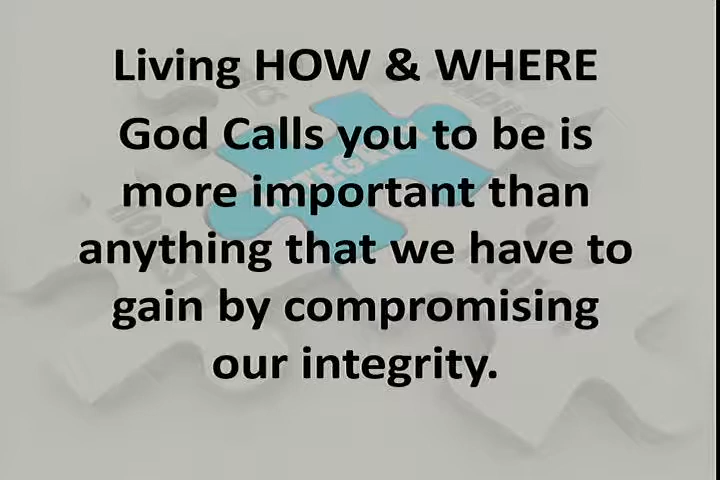 Living HOW & WHERE
God Calls you to be is
more important than
anything that we have to
gain by compromising
our integrity.
INTEGRITY